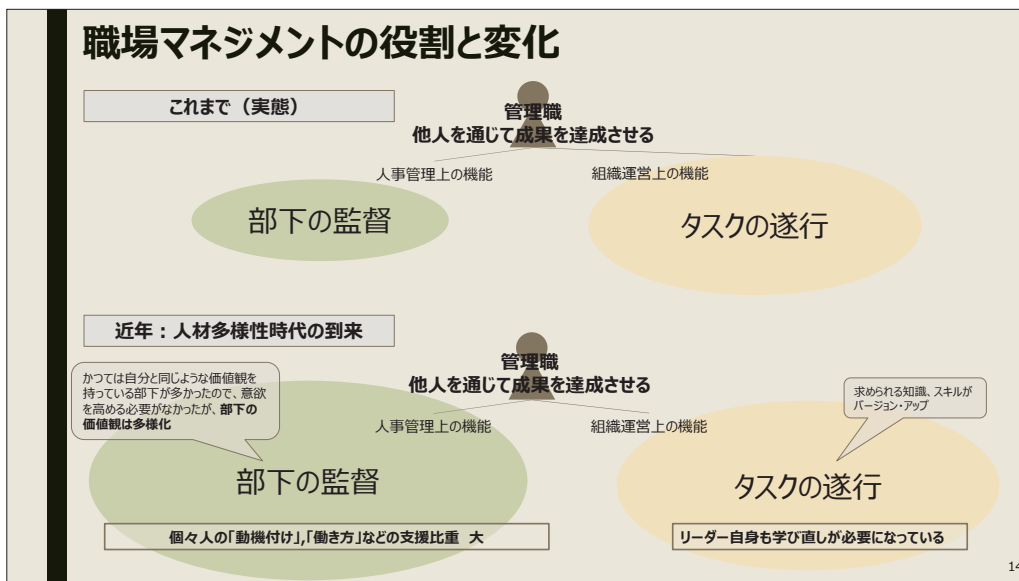 職場マネジメントの役割と変化
これまで（実態）
管理職
他人を通じて成果を達成させる
人事管理上の機能
組織運営上の機能
部下の監督
タスクの遂行
近年：人材多様性時代の到来
管理職
他人を通じて成果を達成させる
かつては自分と同じような価値観を
持っている部下が多かったので、意欲
を高める必要がなかったが、部下の
価値観は多様化
求められる知識、スキルが
バージョン・アップ
人事管理上の機能
組織運営上の機能
部下の監督
タスクの遂行
個々人の「動機付け」,「働き方」などの支援比重 大
リーダー自身も学び直しが必要になっている
14